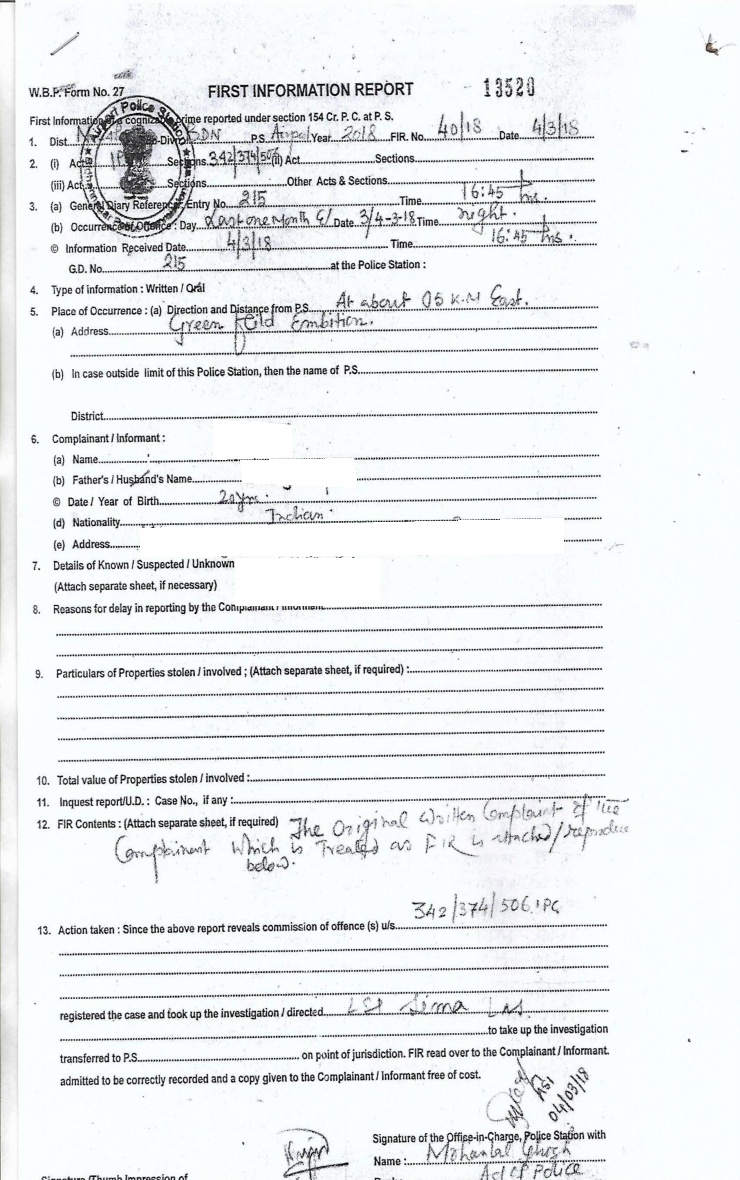 W.B.P. Form No. 27 FIRST INFORMATION REPORT 13520
First Information of a cognizable crime reported under section 154 Cr. P. C. at P. S.
1. Dist. P.S. Airport Year 2018 FIR. No. 40/18 Date 4/3/18
2. (i) Act Sections 342/374/506 (ii) Act Sections
(iii) Act Sections Other Acts & Sections
3. (a) General Diary Reference: Entry No. 215 Time 16:45 hrs.
(b) Occurrence of Offence : Day Last one Month Date 3/4-3-18 Time night.
© Information Received Date 4/3/18 Time 16:45 hrs.
G.D. No. 215 at the Police Station :
4. Type of information : Written / Oral
5. Place of Occurrence : (a) Direction and Distance from P.S. At about 05 K.M East.
(a) Address Green Field Embition.
(b) In case outside limit of this Police Station, then the name of P.S.
District
6. Complainant / Informant :
(a) Name
(b) Father's / Husband's Name
© Date / Year of Birth 20 yrs.
(d) Nationality Indian.
(e) Address
7. Details of Known / Suspected / Unknown
(Attach separate sheet, if necessary)
8. Reasons for delay in reporting by the Complainant / Informant
9. Particulars of Properties stolen / involved ; (Attach separate sheet, if required) :
10. Total value of Properties stolen / involved :
11. Inquest report/U.D. : Case No., if any :
12. FIR Contents : (Attach separate sheet, if required) The Original Written Complaint of the
Complainant Which is Treated as FIR is attached/reproduce
below.
342/374/506 IPC
13. Action taken : Since the above report reveals commission of offence (s) u/s.
registered the case and took up the investigation / directed LSI Sima Das.
to take up the investigation
transferred to P.S. on point of jurisdiction. FIR read over to the Complainant / Informant.
admitted to be correctly recorded and a copy given to the Complainant / Informant free of cost.
ASI
04/03/18
Signature of the Office-in-Charge, Police Station with
Name : Mohanlal Ghosh
Signature/Thumb Impression of